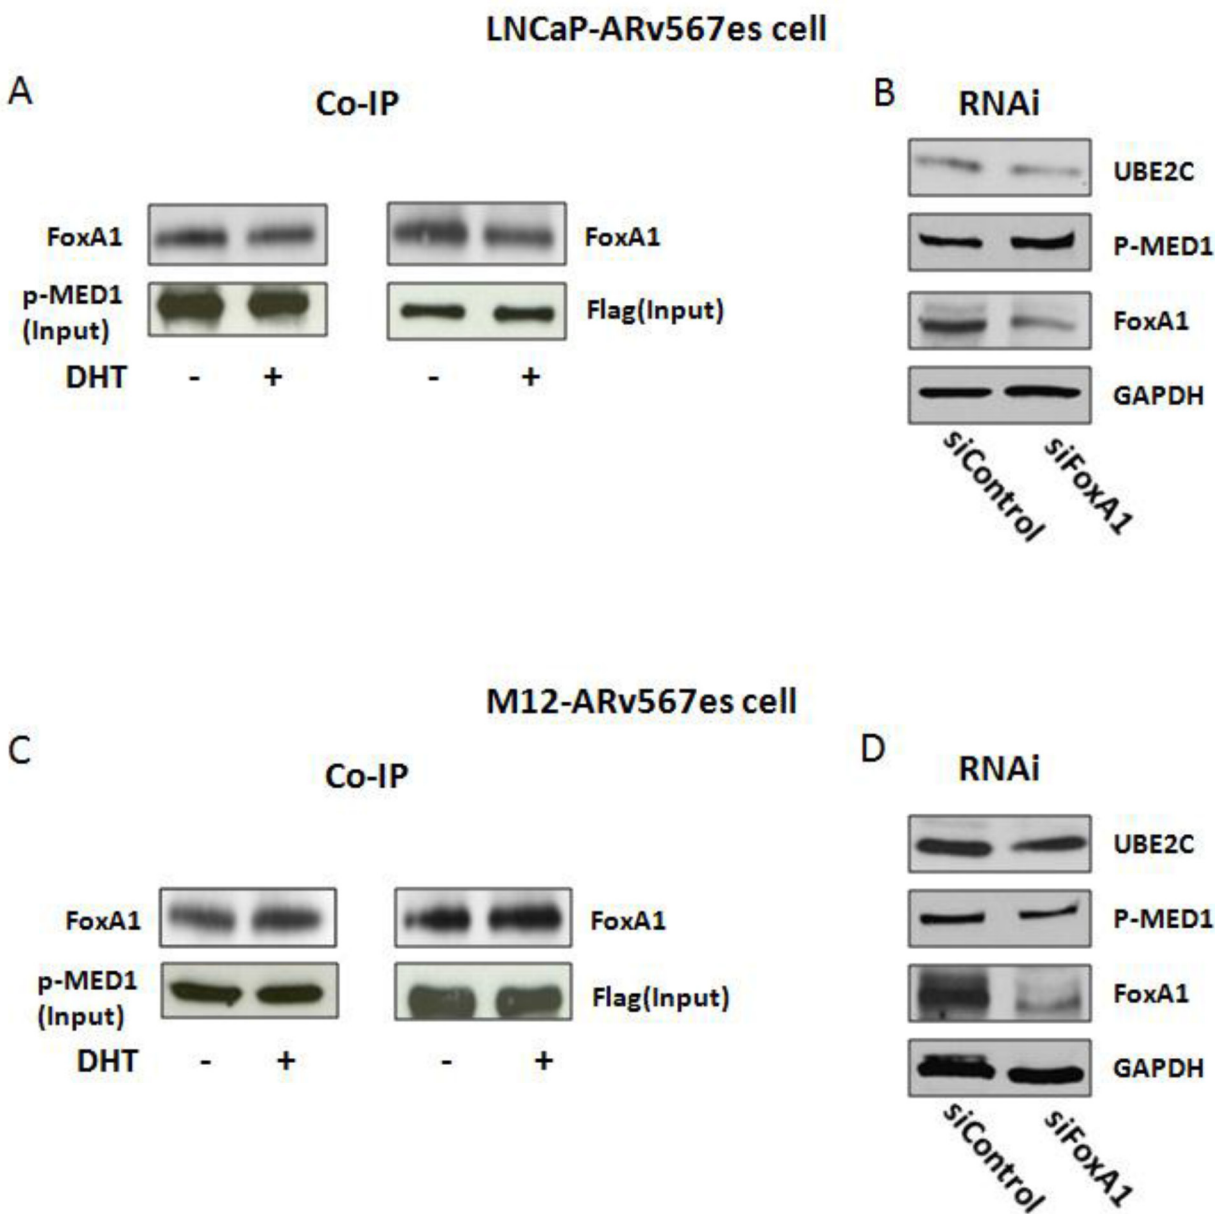 LNCaP-ARv567es cell
A
Co-IP
FoxA1
FoxA1
p-MED1
(Input)
Flag(Input)
DHT - + - +
B
RNAi
UBE2C
P-MED1
FoxA1
GAPDH
siControl
siFoxA1
M12-ARv567es cell
C
Co-IP
FoxA1
FoxA1
p-MED1
(Input)
Flag(Input)
DHT - + - +
D
RNAi
UBE2C
P-MED1
FoxA1
GAPDH
siControl
siFoxA1